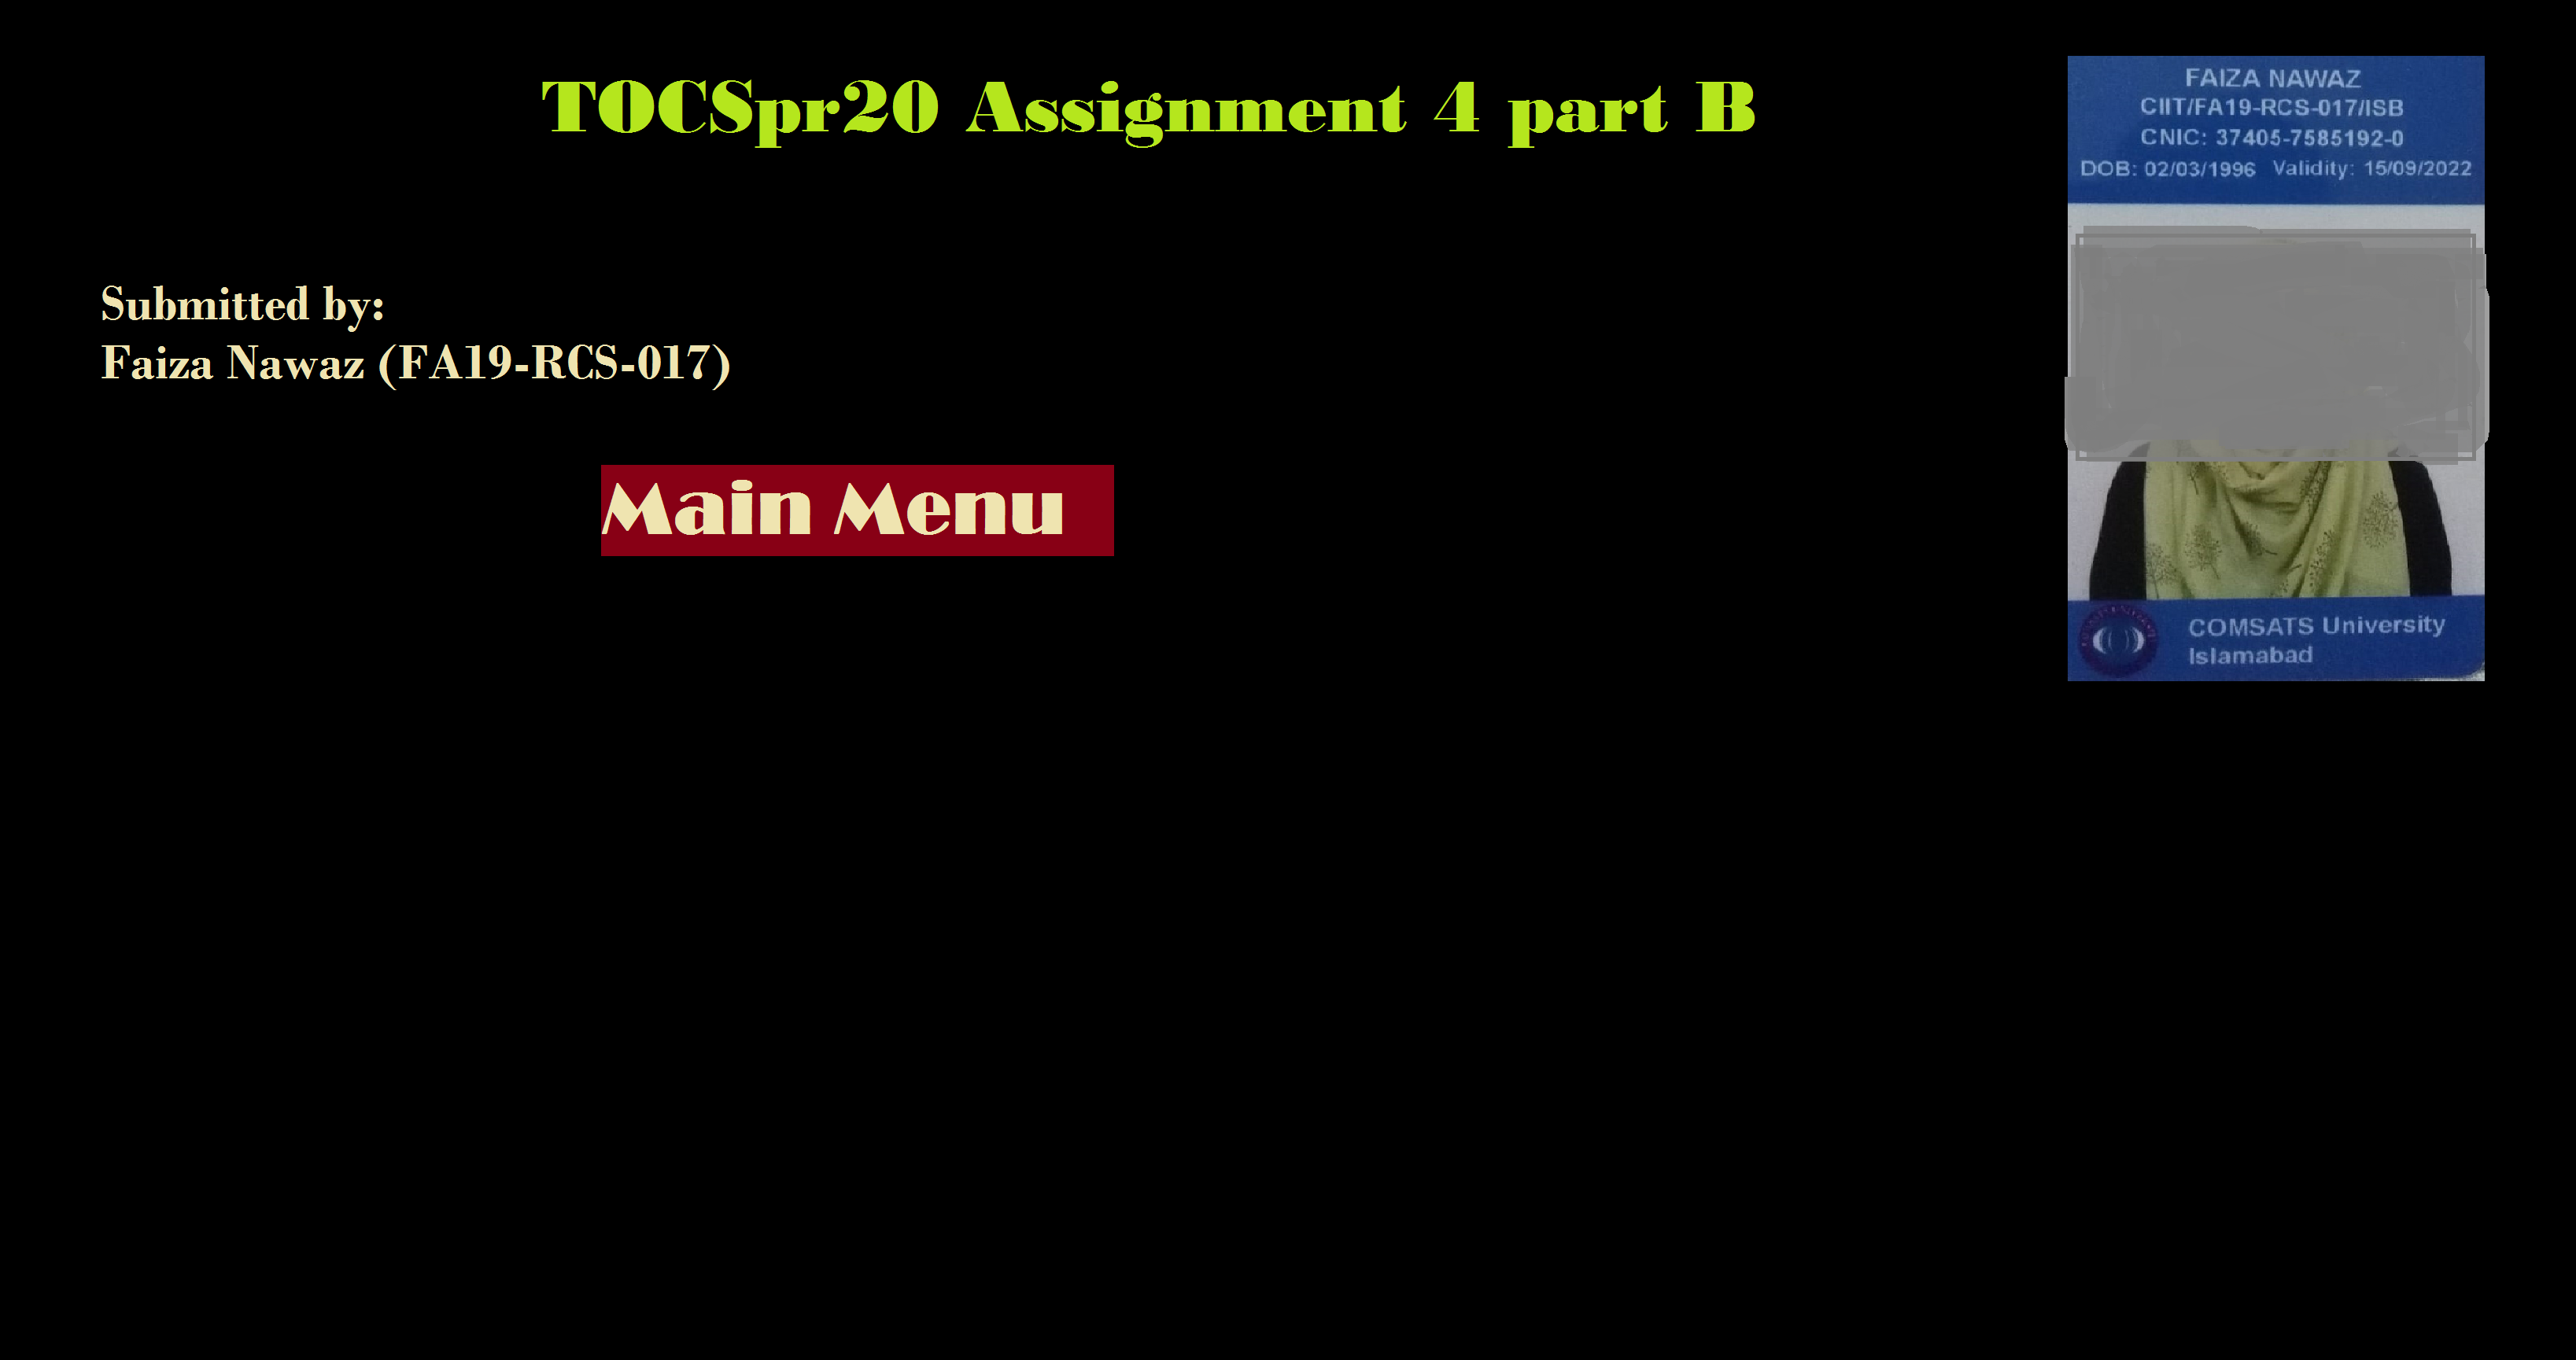 TOCSpr20 Assignment 4 part B
Submitted by:
Faiza Nawaz (FA19-RCS-017)
Main Menu
FAIZA NAWAZ
CIIT/FA19-RCS-017/ISB
CNIC: 37405-7585192-0
DOB: 02/03/1996 Validity: 15/09/2022
COMSATS University
Islamabad